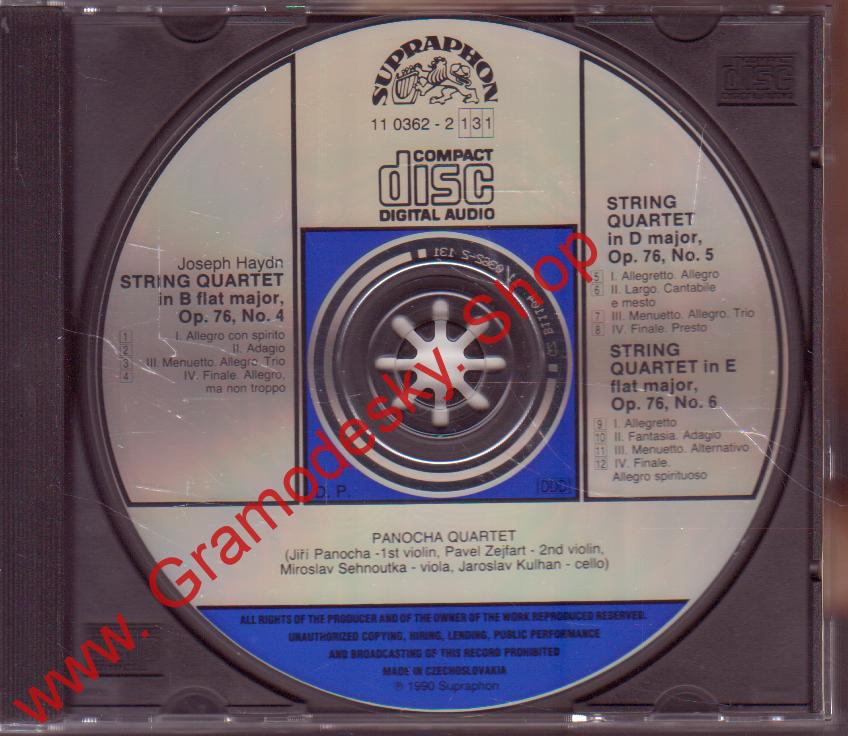 SUPRAPHON
11 0362 - 2 131
COMPACT
disc
DIGITAL AUDIO
Joseph Haydn
STRING QUARTET
in B flat major,
Op. 76, No. 4
1 I. Allegro con spirito
2 II. Adagio
3 III. Menuetto. Allegro. Trio
4 IV. Finale. Allegro,
ma non troppo
STRING
QUARTET
in D major,
Op. 76, No. 5
5 I. Allegretto. Allegro
6 II. Largo. Cantabile
e mesto
7 III. Menuetto. Allegro. Trio
8 IV. Finale. Presto
STRING
QUARTET in E
flat major,
Op. 76, No. 6
9 I. Allegretto
10 II. Fantasia. Adagio
11 III. Menuetto. Alternativo
12 IV. Finale.
Allegro spirituoso
D. P.
DDD
PANOCHA QUARTET
(Jiří Panocha -1st violin, Pavel Zejfart - 2nd violin,
Miroslav Sehnoutka - viola, Jaroslav Kulhan - cello)
ALL RIGHTS OF THE PRODUCER AND OF THE OWNER OF THE WORK REPRODUCED RESERVED.
UNAUTHORIZED COPYING, HIRING, LENDING, PUBLIC PERFORMANCE
AND BROADCASTING OF THIS RECORD PROHIBITED
MADE IN CZECHOSLOVAKIA
℗ 1990 Supraphon
www. Gramodesky. Shop
disc